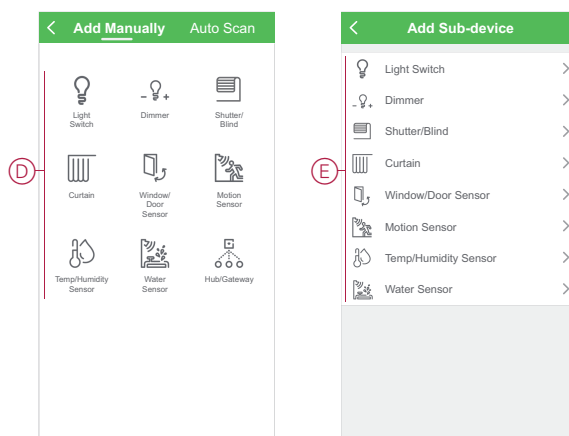 Add Manually Auto Scan
Light
Switch
Dimmer
Shutter/
Blind
Curtain
Window/
Door
Sensor
Motion
Sensor
Temp/Humidity
Sensor
Water
Sensor
Hub/Gateway
D
Add Sub-device
Light Switch
Dimmer
Shutter/Blind
Curtain
Window/Door Sensor
Motion Sensor
Temp/Humidity Sensor
Water Sensor
E